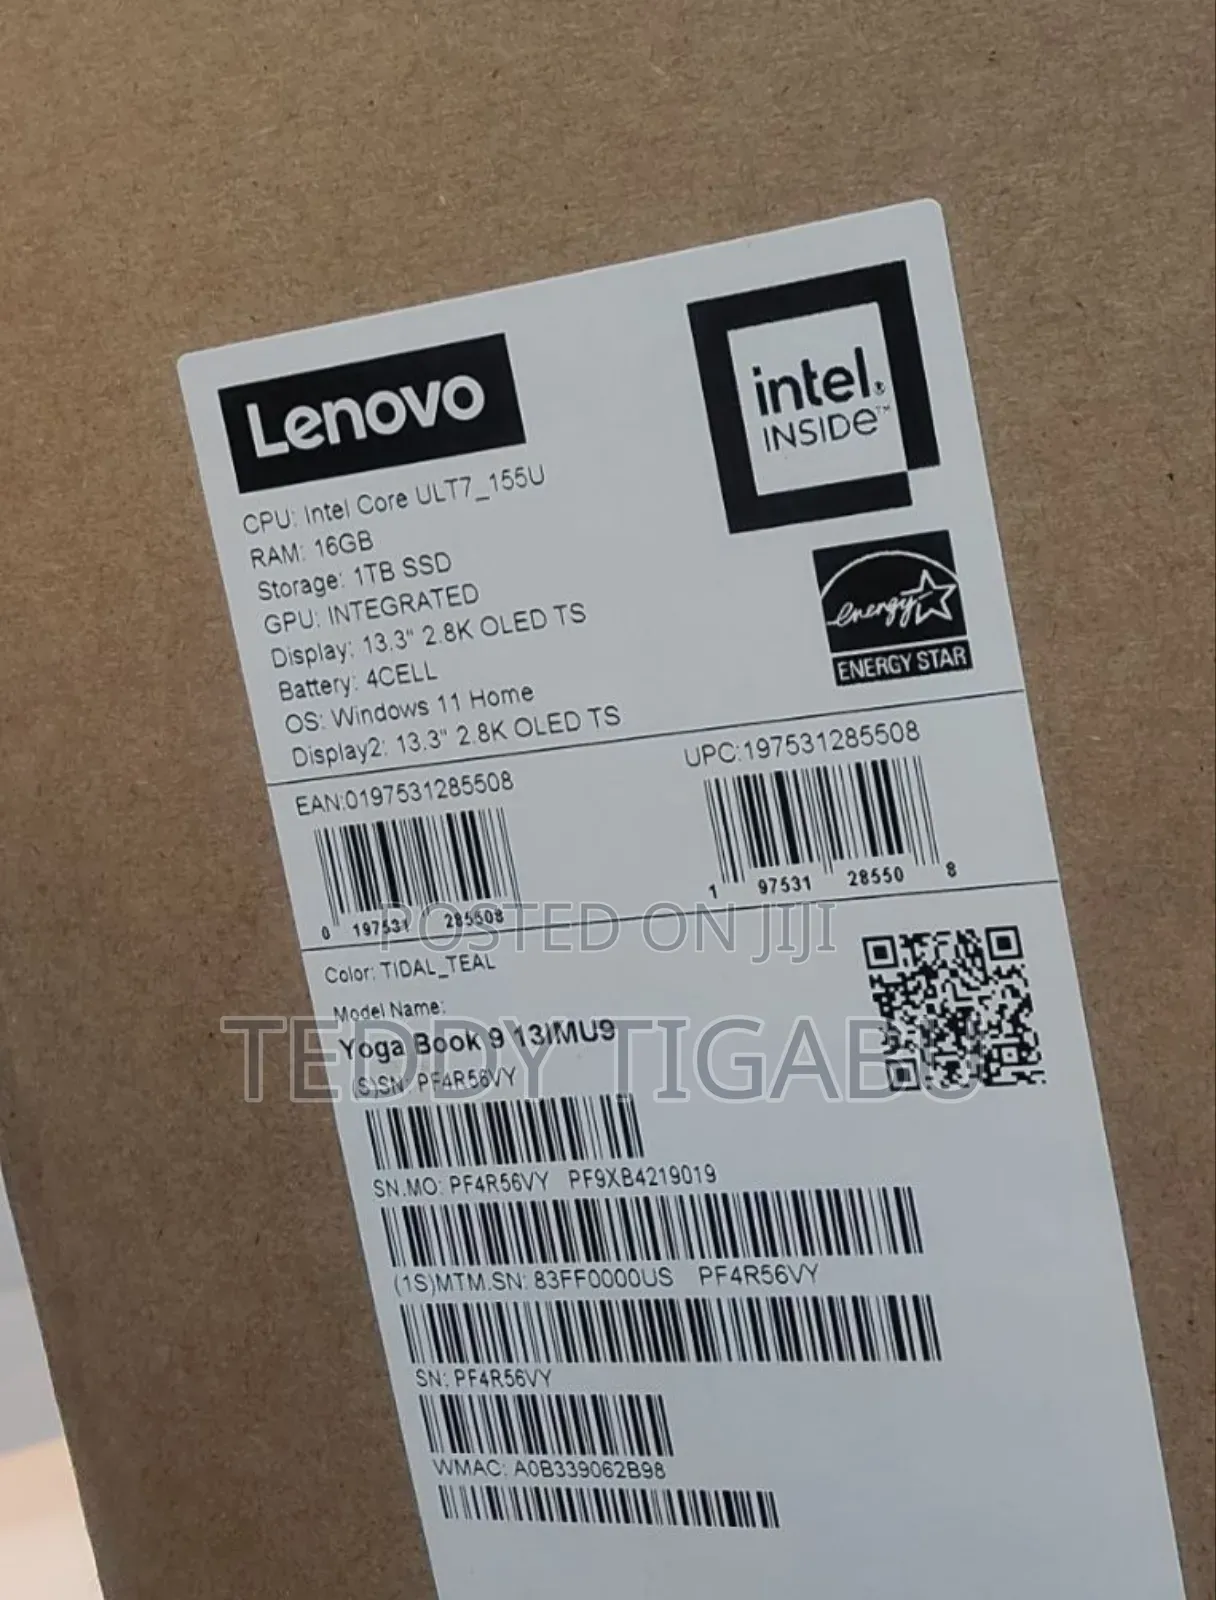 Lenovo
intel®
INSIDe™
CPU: Intel Core ULT7_155U
RAM: 16GB
Storage: 1TB SSD
GPU: INTEGRATED
Display: 13.3" 2.8K OLED TS
Battery: 4CELL
OS: Windows 11 Home
Display2: 13.3" 2.8K OLED TS
energy
ENERGY STAR
EAN:0197531285508
0 197531 285508
UPC:197531285508
1 97531 28550 8
POSTED ON JIJI
Color: TIDAL_TEAL
Model Name:
Yoga Book 9 13IMU9
TEDDY TIGABU
(S)SN: PF4R56VY
SN.MO: PF4R56VY PF9XB4219019
(1S)MTM.SN: 83FF0000US PF4R56VY
SN: PF4R56VY
WMAC: A0B339062B98